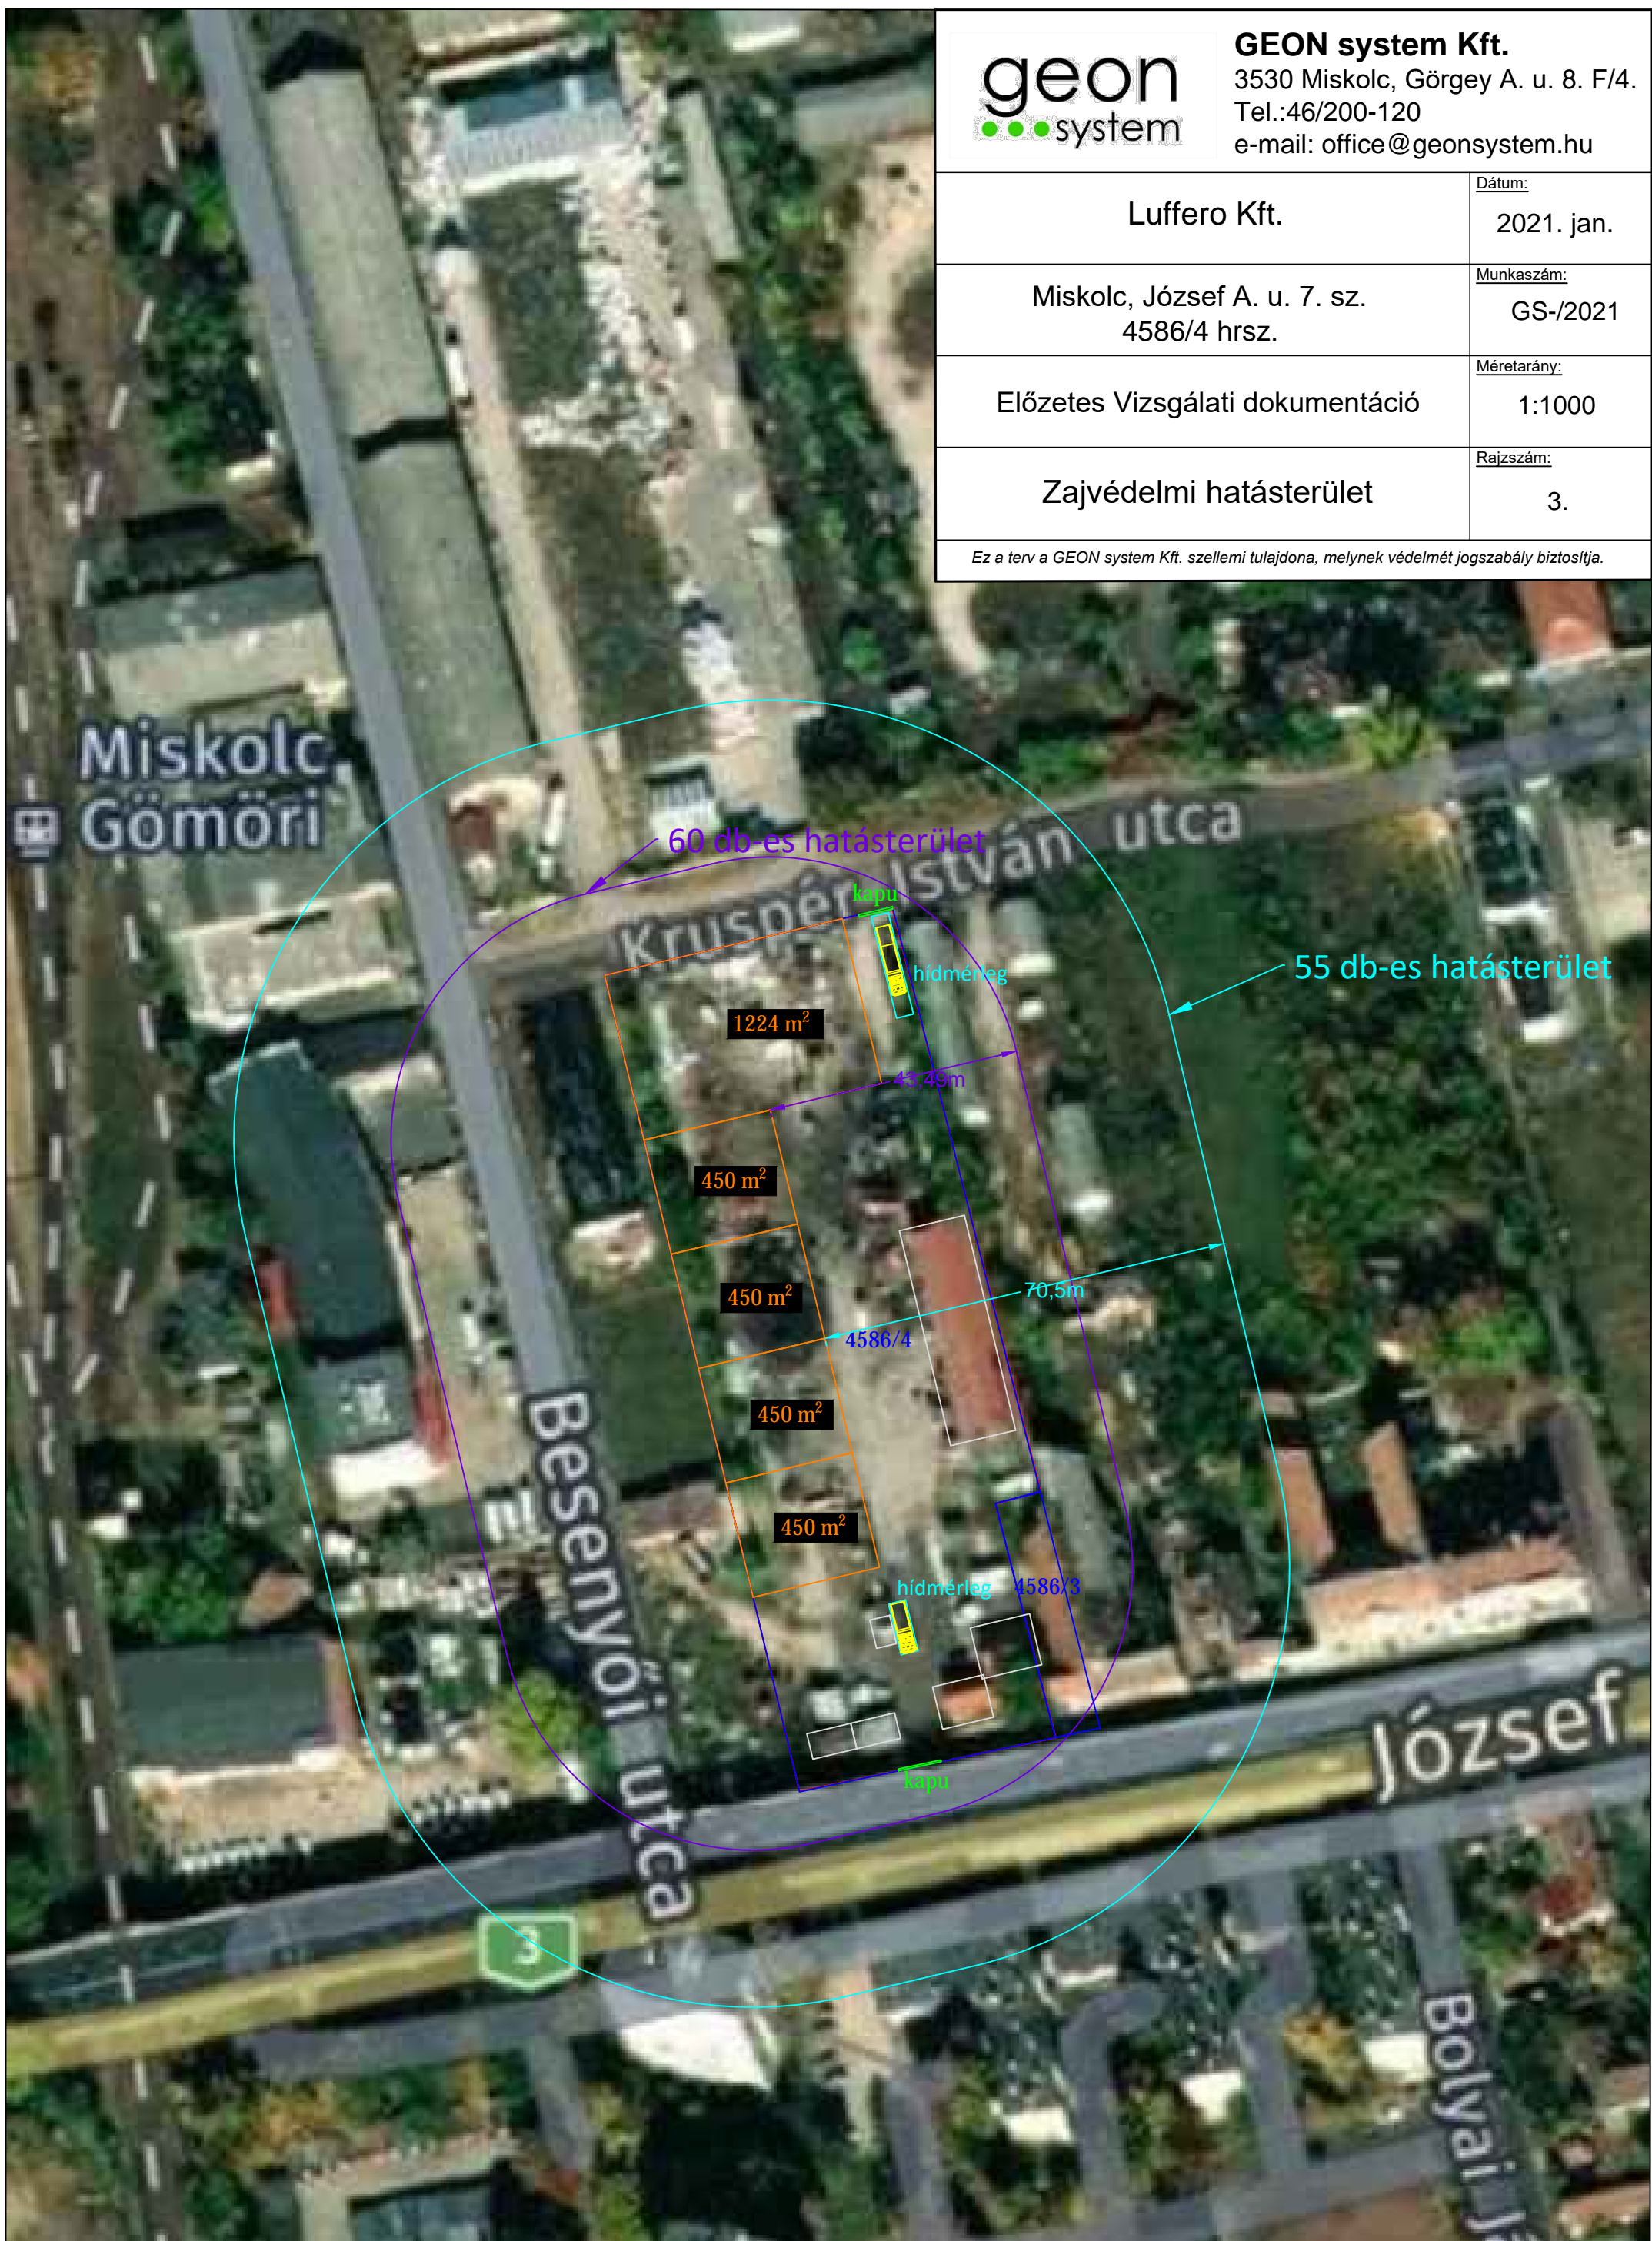 geon
system
GEON system Kft.
3530 Miskolc, Görgey A. u. 8. F/4.
Tel.:46/200-120
e-mail: office@geonsystem.hu
Luffero Kft.
Dátum:
2021. jan.
Miskolc, József A. u. 7. sz.
4586/4 hrsz.
Munkaszám:
GS-/2021
Előzetes Vizsgálati dokumentáció
Méretarány:
1:1000
Zajvédelmi hatásterület
Rajzszám:
3.
Ez a terv a GEON system Kft. szellemi tulajdona, melynek védelmét jogszabály biztosítja.
Miskolc
Gömöri
60 db-es hatásterület
Kruspér István utca
kapu
hídmérleg
55 db-es hatásterület
1224 m²
43,49m
450 m²
450 m²
70,5m
4586/4
450 m²
450 m²
Besenyői utca
hídmérleg
4586/3
József
kapu
3
Bolyai J